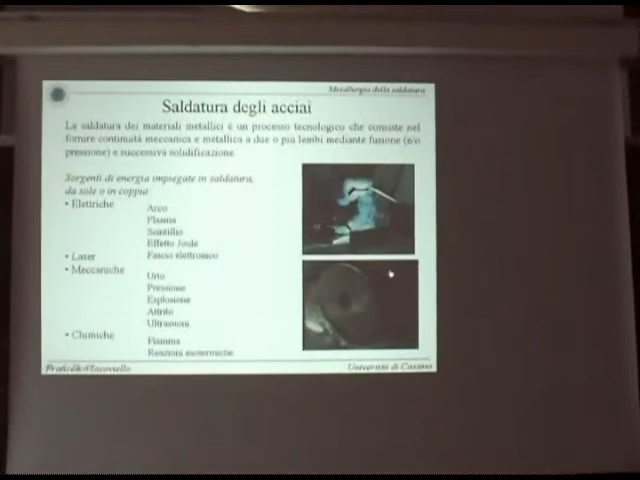 Metallurgia della saldatura
Saldatura degli acciai
La saldatura dei materiali metallici è un processo tecnologico che consiste nel
fornire continuità meccanica e metallica a due o più lembi mediante fusione (e/o
pressione) e successiva solidificazione.
Sorgenti di energia impiegate in saldatura,
da sole o in coppia:
• Elettriche
Arco
Plasma
Scintillio
Effetto Joule
Fascio elettronico
• Laser
• Meccaniche
Urto
Pressione
Esplosione
Attrito
Ultrasuoni
• Chimiche
Fiamma
Reazioni esotermiche
Francesco Iacoviello
Università di Cassino